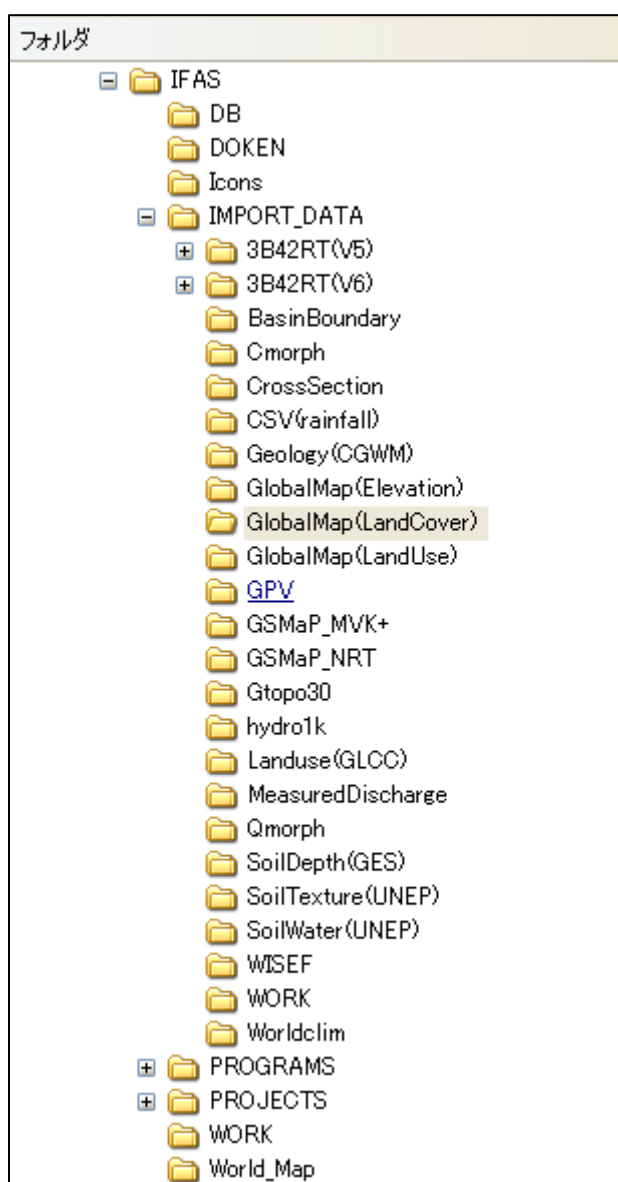 フォルダ
IFAS
DB
DOKEN
Icons
IMPORT_DATA
3B42RT(V5)
3B42RT(V6)
BasinBoundary
Cmorph
CrossSection
CSV(rainfall)
Geology(CGWM)
GlobalMap(Elevation)
GlobalMap(LandCover)
GlobalMap(LandUse)
GPV
GSMaP_MVK+
GSMaP_NRT
Gtopo30
hydro1k
Landuse(GLCC)
MeasuredDischarge
Qmorph
SoilDepth(GES)
SoilTexture(UNEP)
SoilWater(UNEP)
WISEF
WORK
Worldclim
PROGRAMS
PROJECTS
WORK
World_Map